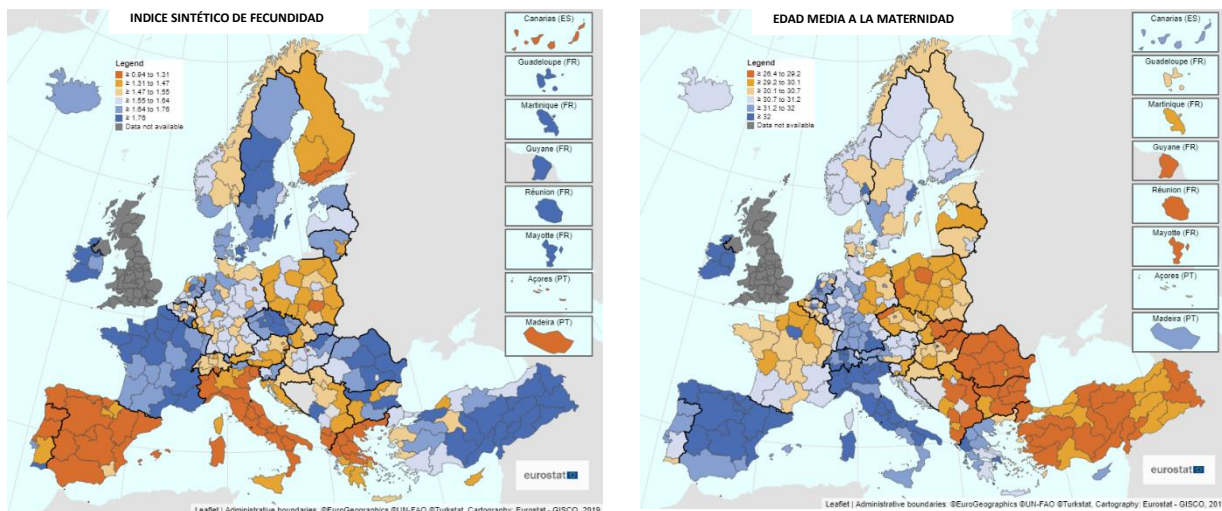 INDICE SINTÉTICO DE FECUNDIDAD
Legend
≥ 0.94 to 1.31
≥ 1.31 to 1.47
≥ 1.47 to 1.55
≥ 1.55 to 1.64
≥ 1.64 to 1.76
≥ 1.76
Data not available
Canarias (ES)
Guadeloupe (FR)
Martinique (FR)
Guyane (FR)
Réunion (FR)
Mayotte (FR)
Açores (PT)
Madeira (PT)
eurostat
Leaflet | Administrative boundaries: ©EuroGeographics ©UN-FAO ©Turkstat, Cartography: Eurostat - GISCO, 2019
EDAD MEDIA A LA MATERNIDAD
Legend
≥ 26.4 to 29.2
≥ 29.2 to 30.1
≥ 30.1 to 30.7
≥ 30.7 to 31.2
≥ 31.2 to 32
≥ 32
Data not available
Canarias (ES)
Guadeloupe (FR)
Martinique (FR)
Guyane (FR)
Réunion (FR)
Mayotte (FR)
Açores (PT)
Madeira (PT)
eurostat
Leaflet | Administrative boundaries: ©EuroGeographics ©UN-FAO ©Turkstat, Cartography: Eurostat - GISCO, 201